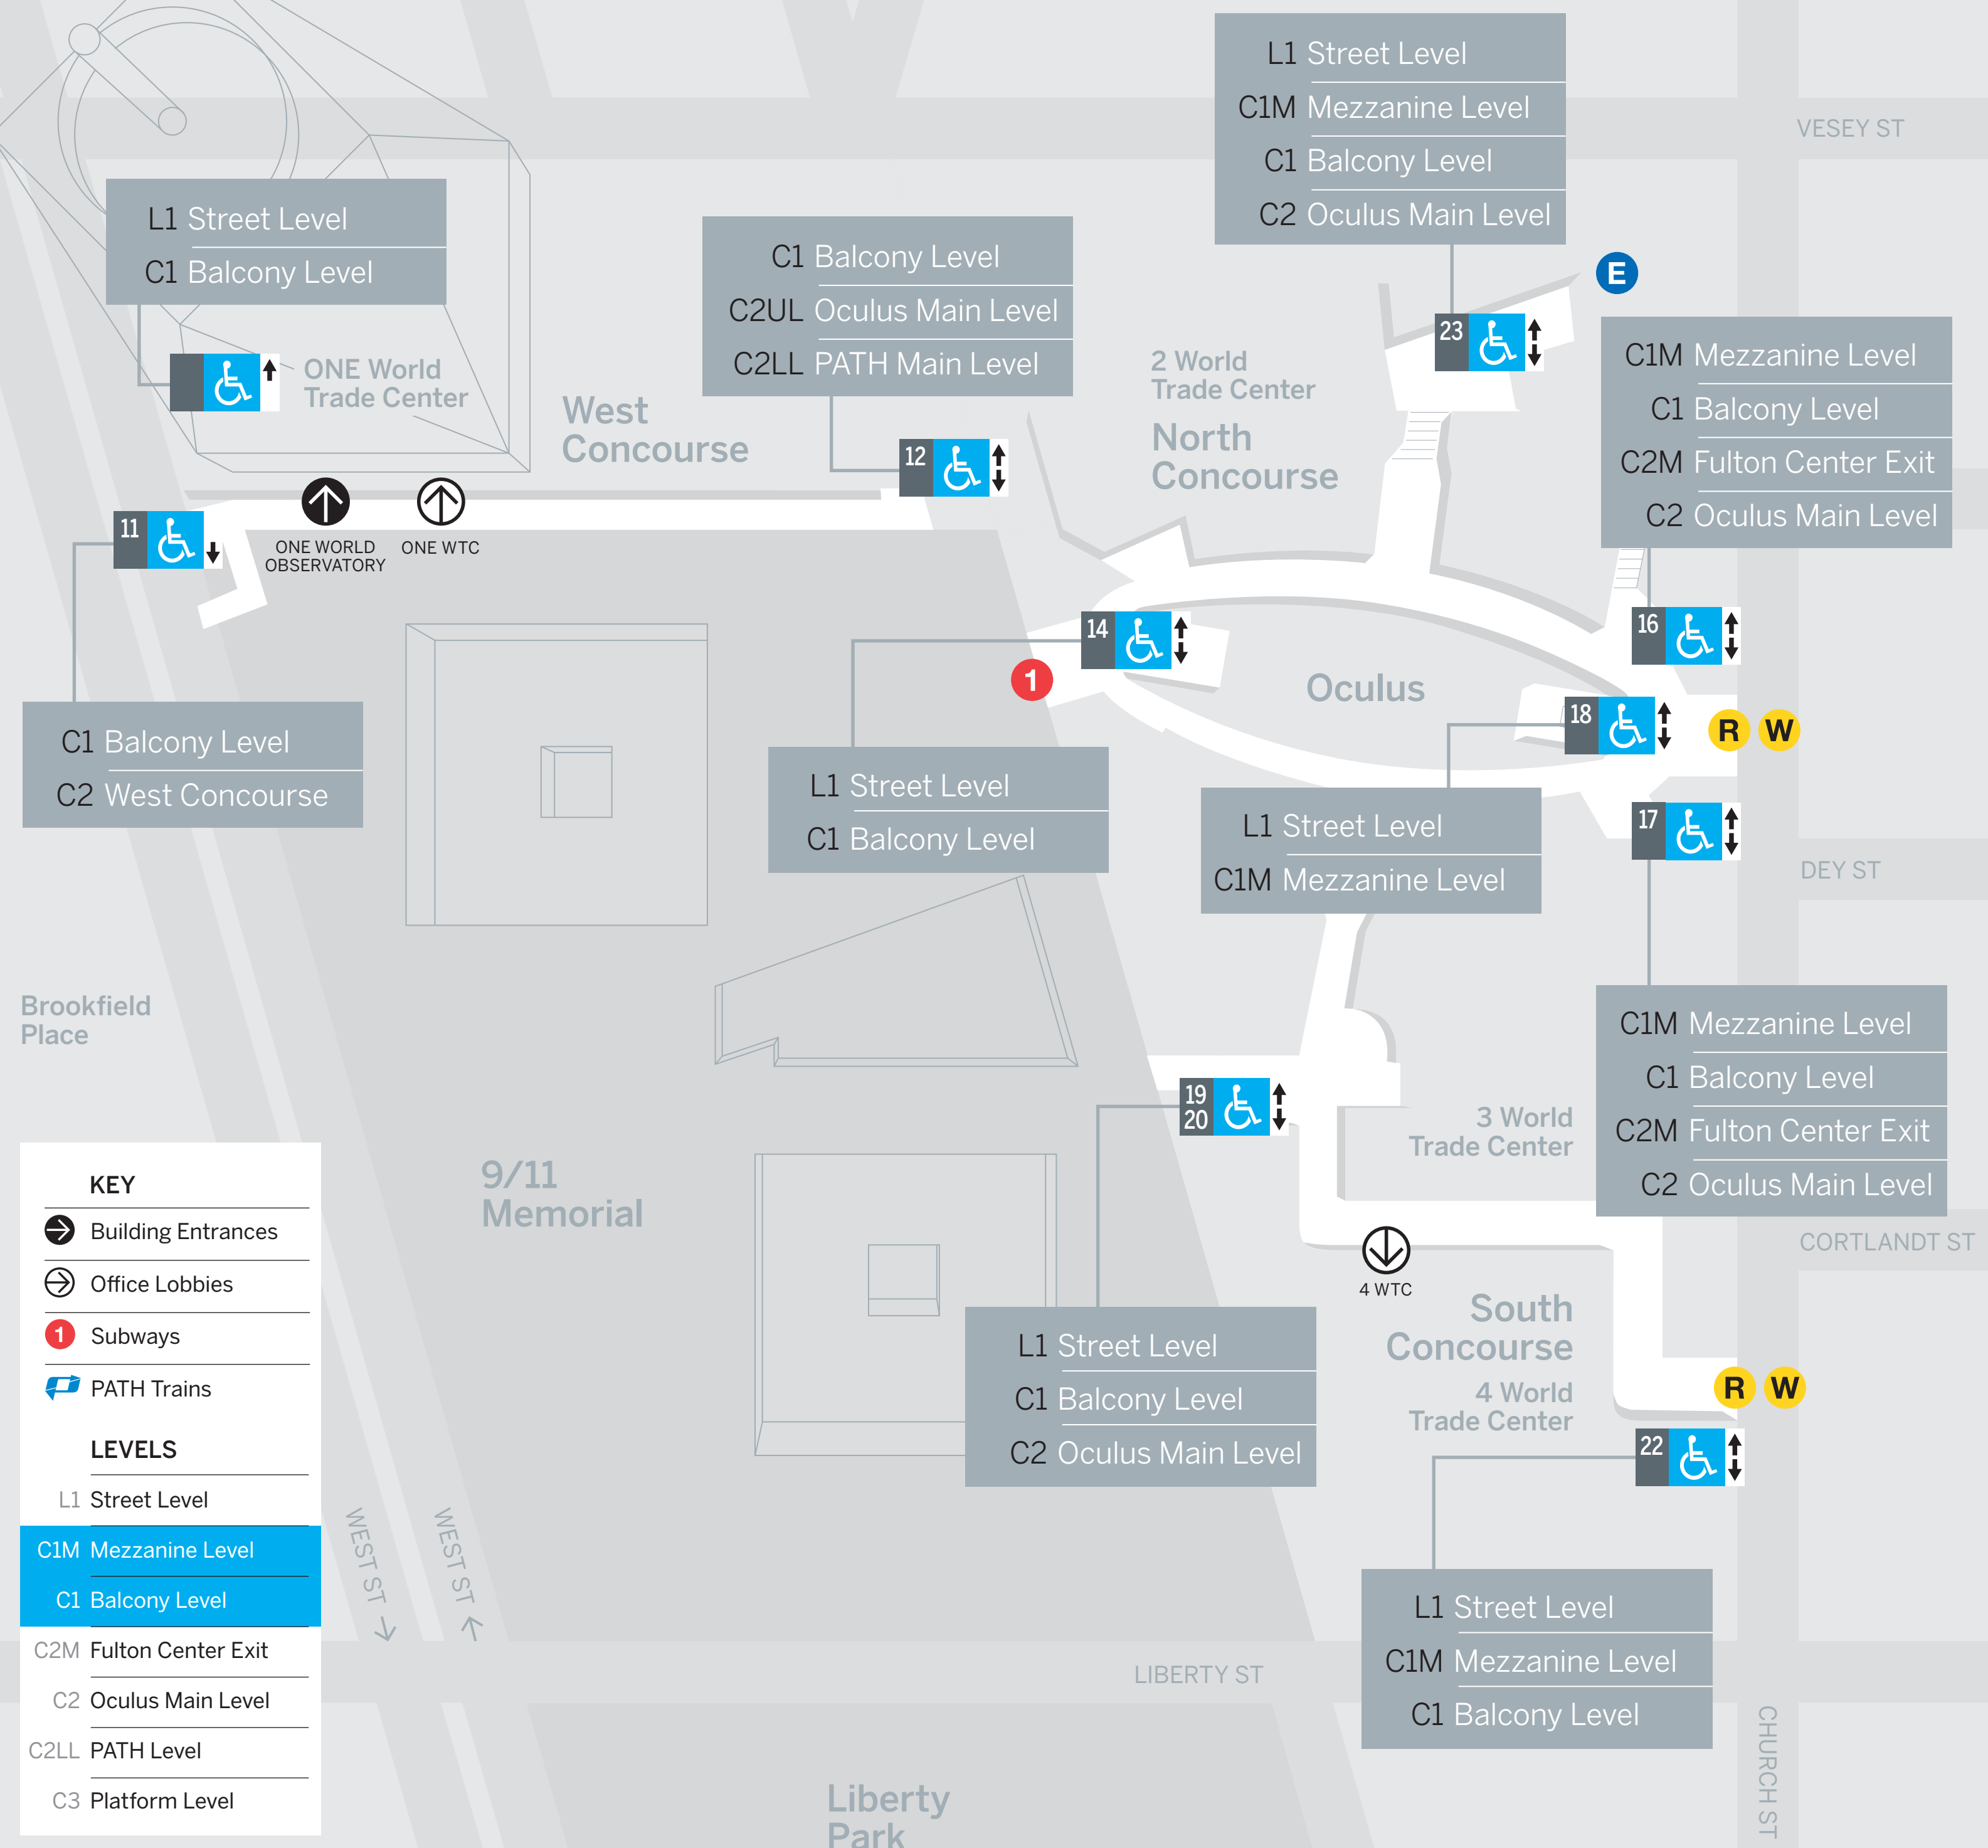 L1 Street Level
C1M Mezzanine Level
C1 Balcony Level
C2 Oculus Main Level
VESEY ST
L1 Street Level
C1 Balcony Level
C1 Balcony Level
C2UL Oculus Main Level
C2LL PATH Main Level
E
23
ONE World
Trade Center
2 World
Trade Center
C1M Mezzanine Level
C1 Balcony Level
C2M Fulton Center Exit
C2 Oculus Main Level
West
Concourse
North
Concourse
12
11
ONE WORLD
OBSERVATORY
ONE WTC
14
16
1
Oculus
18
R W
C1 Balcony Level
C2 West Concourse
L1 Street Level
C1 Balcony Level
L1 Street Level
C1M Mezzanine Level
17
DEY ST
Brookfield
Place
C1M Mezzanine Level
C1 Balcony Level
C2M Fulton Center Exit
C2 Oculus Main Level
19
20
3 World
Trade Center
9/11
Memorial
CORTLANDT ST
4 WTC
South
Concourse
4 World
Trade Center
L1 Street Level
C1 Balcony Level
C2 Oculus Main Level
R W
22
KEY
Building Entrances
Office Lobbies
1 Subways
PATH Trains
LEVELS
L1 Street Level
C1M Mezzanine Level
C1 Balcony Level
C2M Fulton Center Exit
C2 Oculus Main Level
C2LL PATH Level
C3 Platform Level
WEST ST
WEST ST
L1 Street Level
C1M Mezzanine Level
C1 Balcony Level
LIBERTY ST
CHURCH ST
Liberty
Park